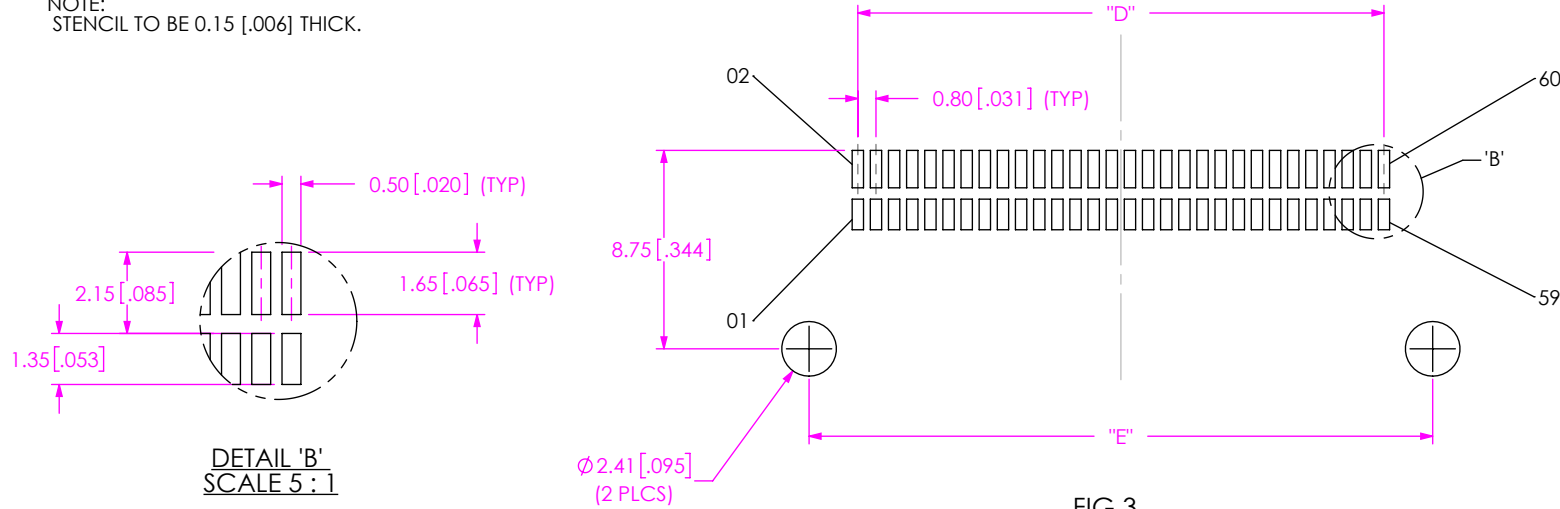 NOTE:
STENCIL TO BE 0.15 [.006] THICK.
"D"
02
60
0.80 [.031] (TYP)
'B'
0.50 [.020] (TYP)
8.75 [.344]
2.15 [.085]
1.65 [.065] (TYP)
59
01
1.35 [.053]
"E"
DETAIL 'B'
SCALE 5 : 1
Ø 2.41 [.095]
(2 PLCS)
FIG 3